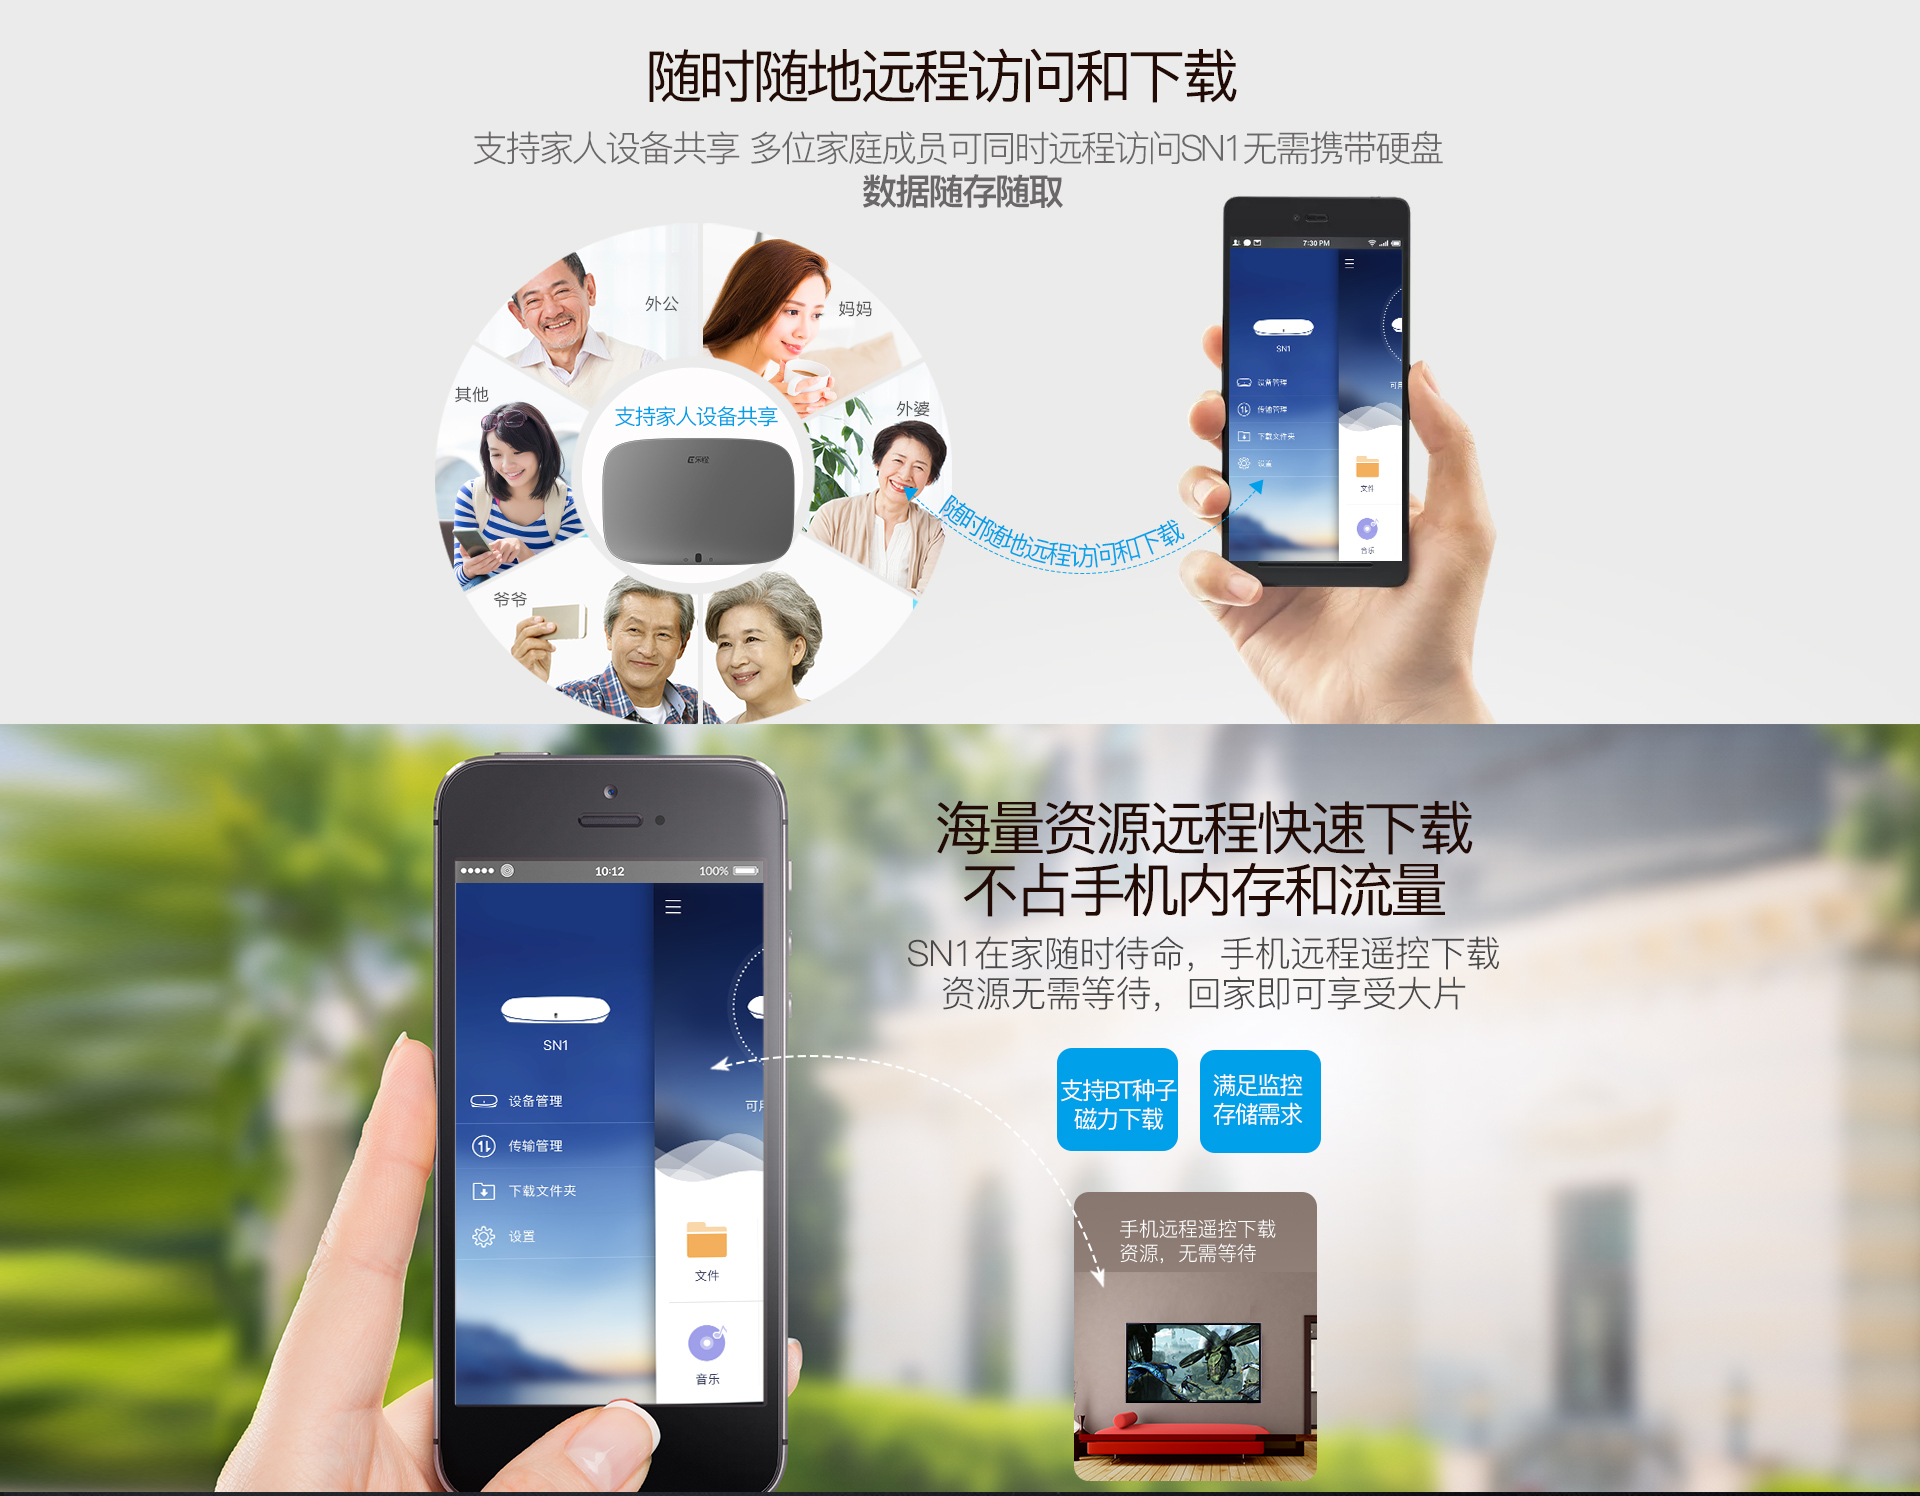 随时随地远程访问和下载
支持家人设备共享 多位家庭成员可同时远程访问SN1无需携带硬盘
数据随存随取
外公
妈妈
其他
外婆
支持家人设备共享
爷爷
随时随地远程访问和下载
7:30 PM
SN1
设备管理
传输管理
下载文件夹
设置
文件
音乐
海量资源远程快速下载
不占手机内存和流量
SN1在家随时待命，手机远程遥控下载
资源无需等待，回家即可享受大片
支持BT种子
磁力下载
满足监控
存储需求
手机远程遥控下载
资源，无需等待
10:12
100%
SN1
设备管理
传输管理
下载文件夹
设置
文件
音乐